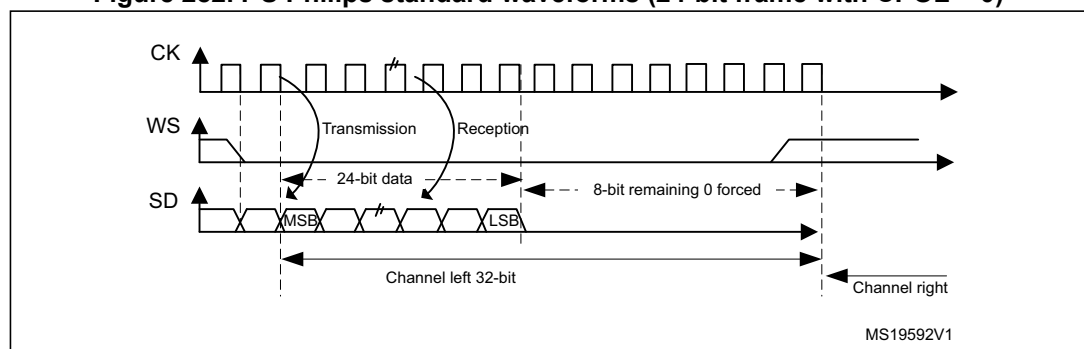 CK
WS
Transmission
Reception
24-bit data
8-bit remaining 0 forced
SD
MSB
LSB
Channel left 32-bit
Channel right
MS19592V1